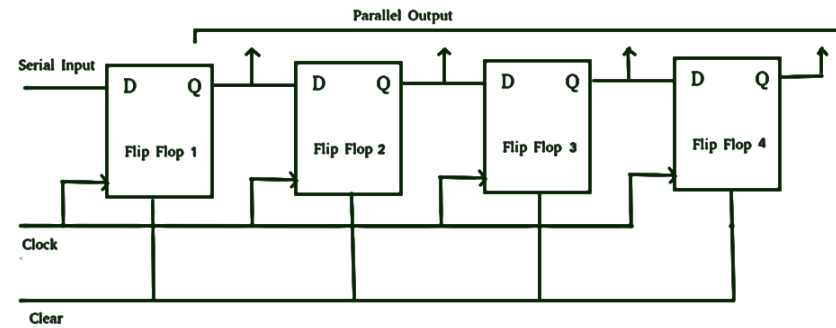 Parallel Output
Serial Input
D Q
Flip Flop 1
D Q
Flip Flop 2
D Q
Flip Flop 3
D Q
Flip Flop 4
Clock
Clear